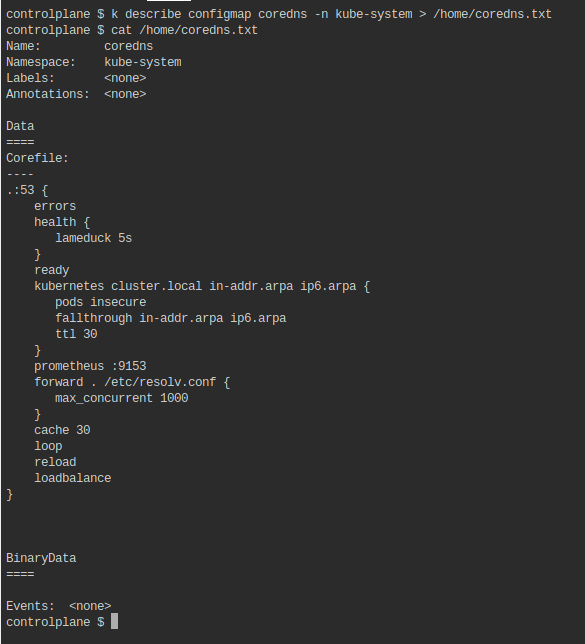 controlplane $ k describe configmap coredns -n kube-system > /home/coredns.txt
controlplane $ cat /home/coredns.txt
Name:         coredns
Namespace:    kube-system
Labels:       <none>
Annotations:  <none>

Data
====
Corefile:
----
.:53 {
    errors
    health {
       lameduck 5s
    }
    ready
    kubernetes cluster.local in-addr.arpa ip6.arpa {
       pods insecure
       fallthrough in-addr.arpa ip6.arpa
       ttl 30
    }
    prometheus :9153
    forward . /etc/resolv.conf {
       max_concurrent 1000
    }
    cache 30
    loop
    reload
    loadbalance
}

BinaryData
====

Events:  <none>
controlplane $